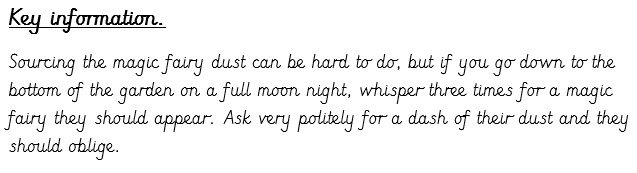 Key information.
Sourcing the magic fairy dust can be hard to do, but if you go down to the
bottom of the garden on a full moon night, whisper three times for a magic
fairy they should appear. Ask very politely for a dash of their dust and they
should oblige.